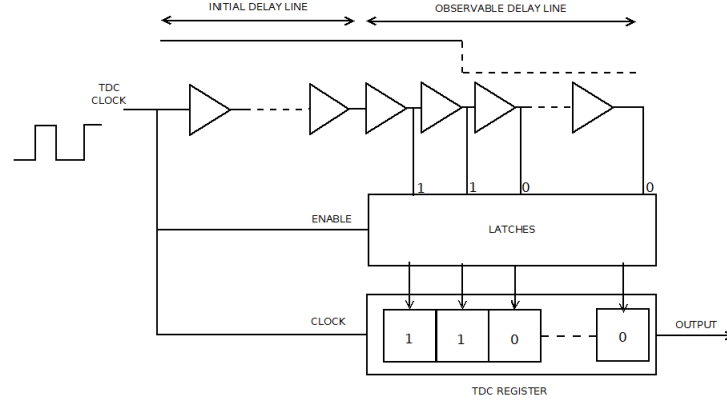 INITIAL DELAY LINE
OBSERVABLE DELAY LINE
TDC
CLOCK
1
1
0
0
ENABLE
LATCHES
CLOCK
1
1
0
0
OUTPUT
TDC REGISTER